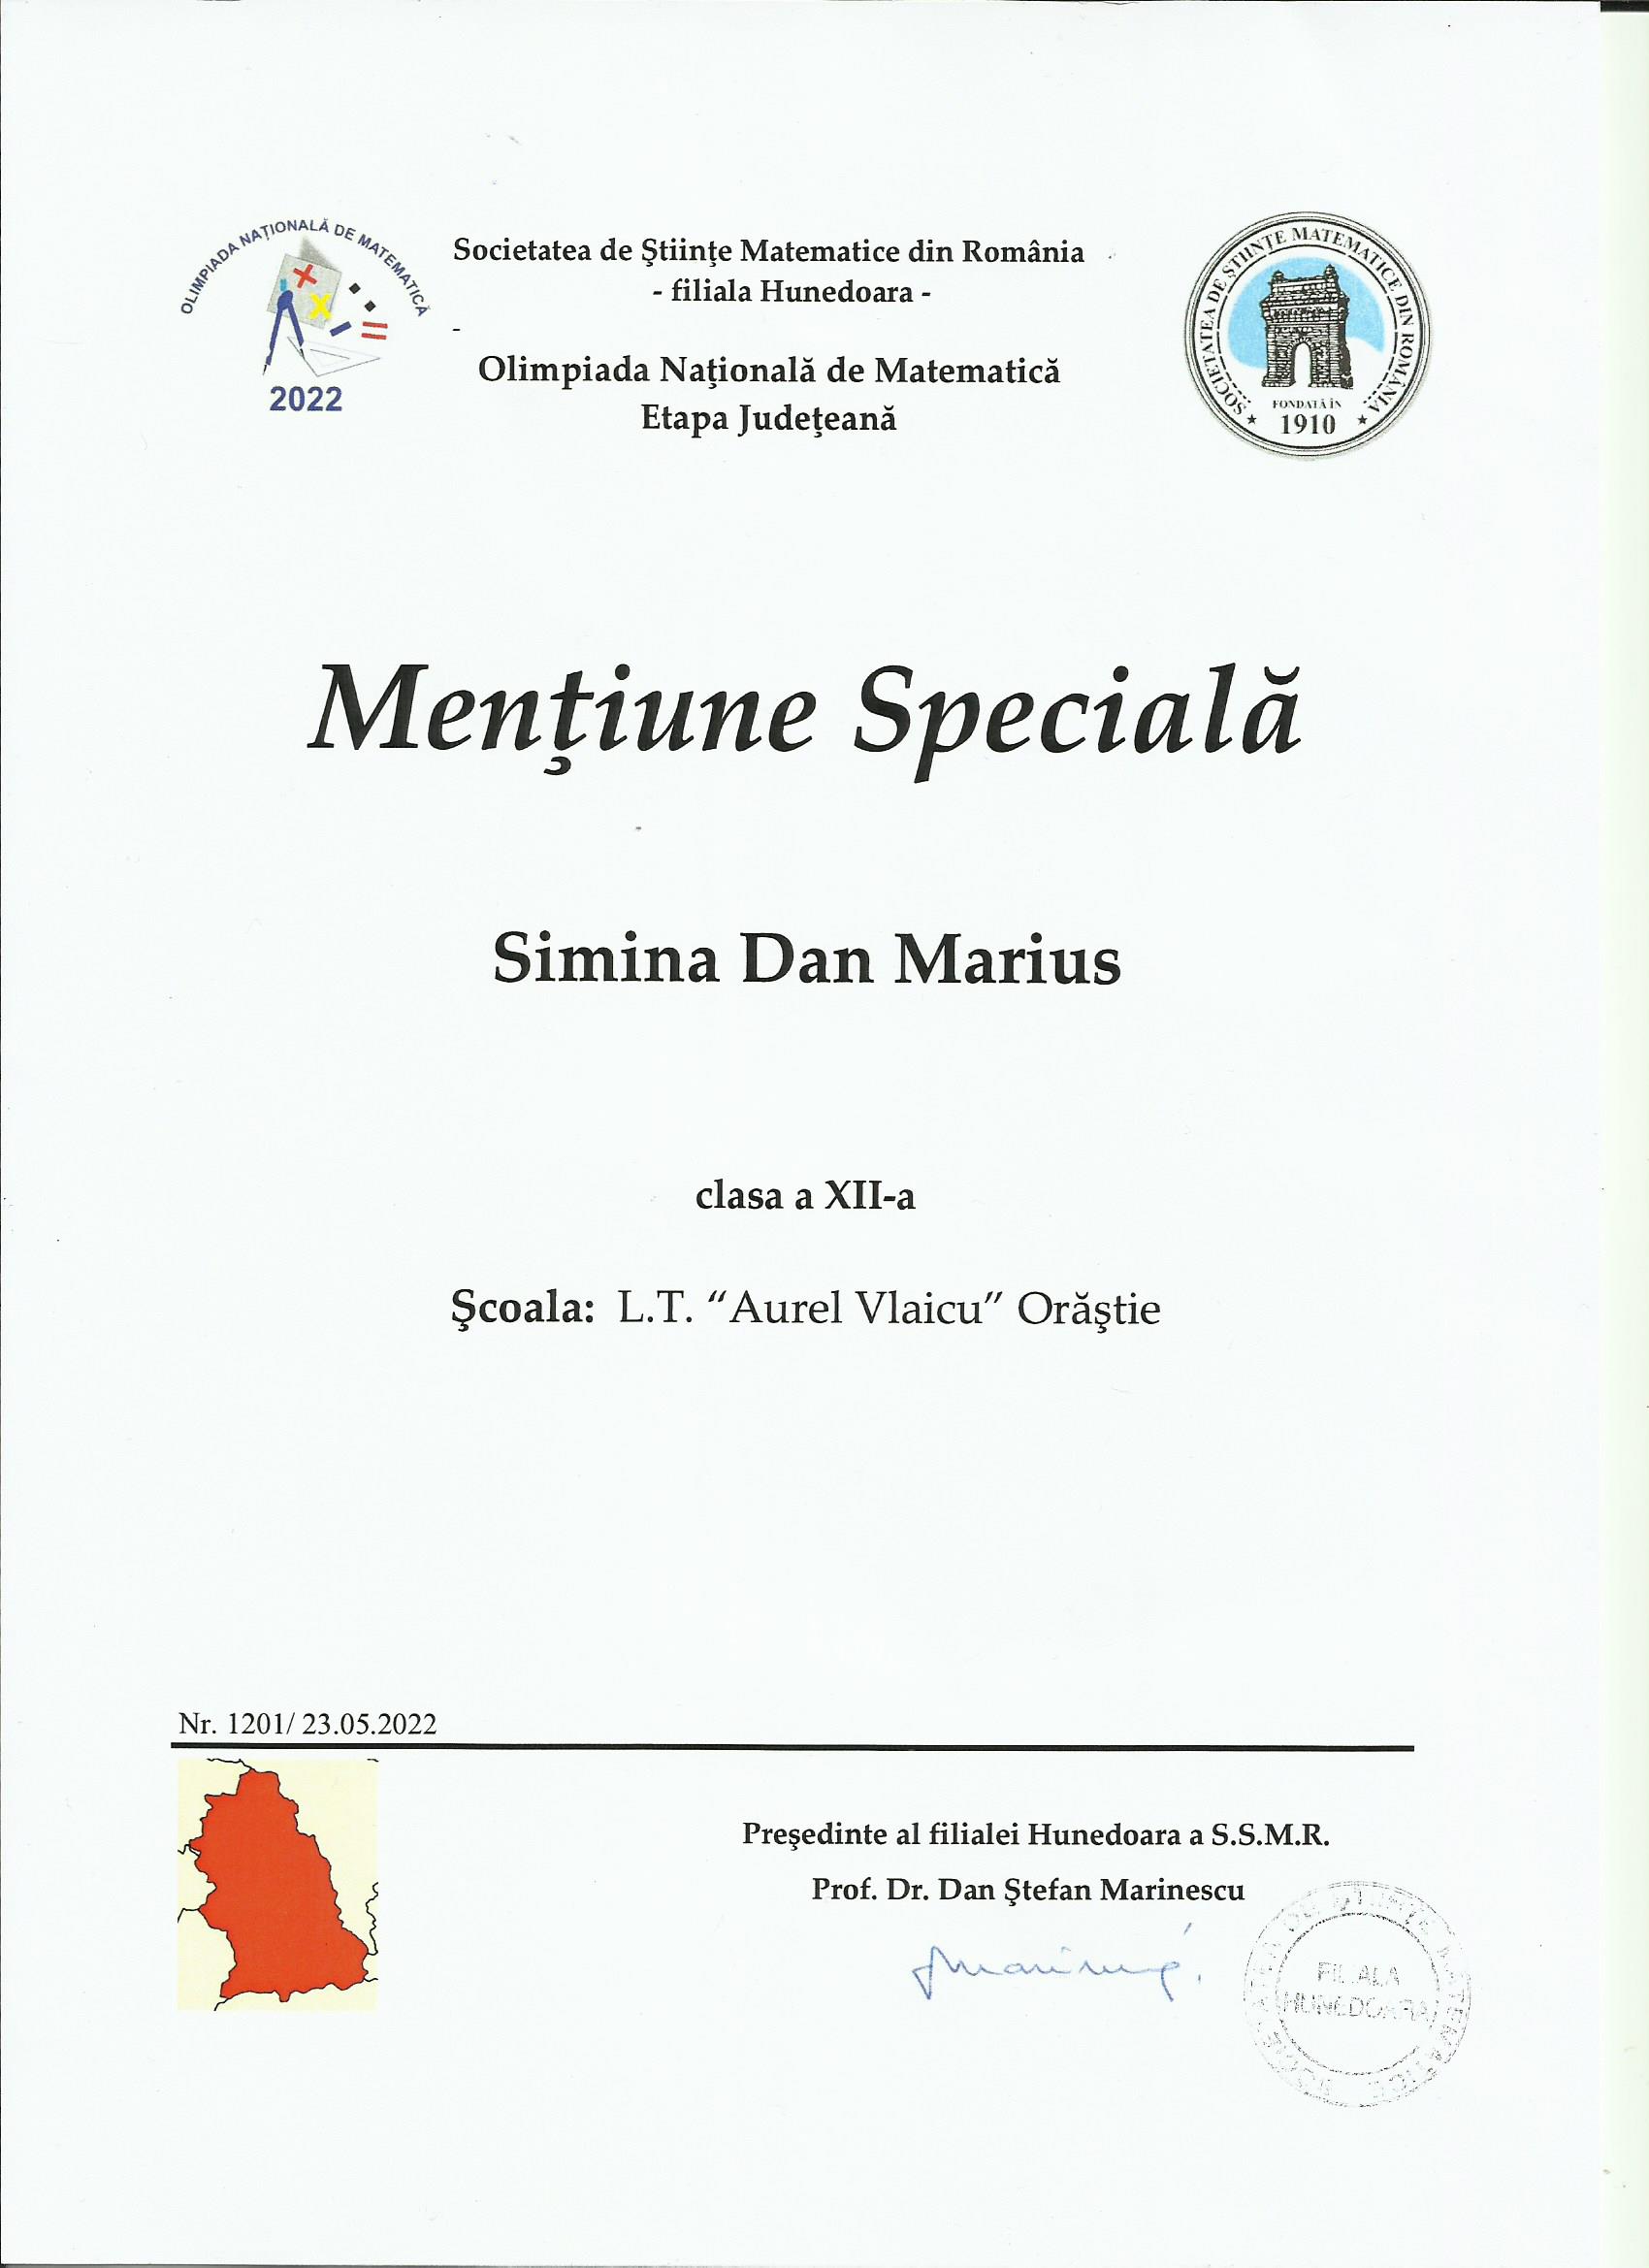 OLIMPIADA NAŢIONALĂ DE MATEMATICĂ
2022
Societatea de Ştiinţe Matematice din România
- filiala Hunedoara -
-
Olimpiada Naţională de Matematică
Etapa Judeţeană
SOCIETATEA DE ŞTIINŢE MATEMATICE DIN ROMÂNIA
FONDATĂ ÎN
1910
Menţiune Specială
Simina Dan Marius
clasa a XII-a
Şcoala: L.T. “Aurel Vlaicu” Orăştie
Nr. 1201/ 23.05.2022
Preşedinte al filialei Hunedoara a S.S.M.R.
Prof. Dr. Dan Ştefan Marinescu
FILIALA
HUNEDOARA